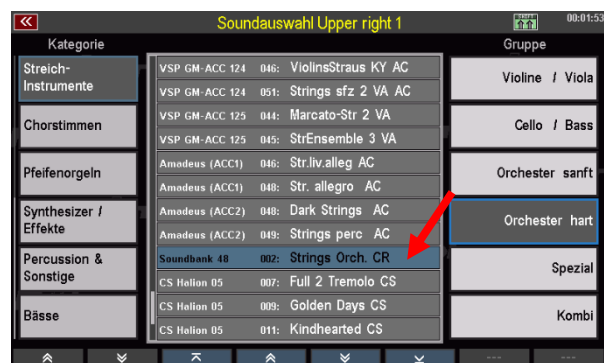 Soundauswahl Upper right 1
00:01:53
Kategorie
Gruppe
Streich-
Instrumente
Chorstimmen
Pfeifenorgeln
Synthesizer /
Effekte
Percussion &
Sonstige
Bässe
VSP GM-ACC 124 046: ViolinsStraus KY AC
VSP GM-ACC 124 051: Strings sfz 2 VA AC
VSP GM-ACC 125 044: Marcato-Str 2 VA
VSP GM-ACC 125 045: StrEnsemble 3 VA
Amadeus (ACC1) 046: Str.liv.alleg AC
Amadeus (ACC1) 048: Str. allegro AC
Amadeus (ACC2) 048: Dark Strings AC
Amadeus (ACC2) 049: Strings perc AC
Soundbank 48 002: Strings Orch. CR
CS Halion 05 007: Full 2 Tremolo CS
CS Halion 05 009: Golden Days CS
CS Halion 05 011: Kindhearted CS
Violine / Viola
Cello / Bass
Orchester sanft
Orchester hart
Spezial
Kombi
--- ---